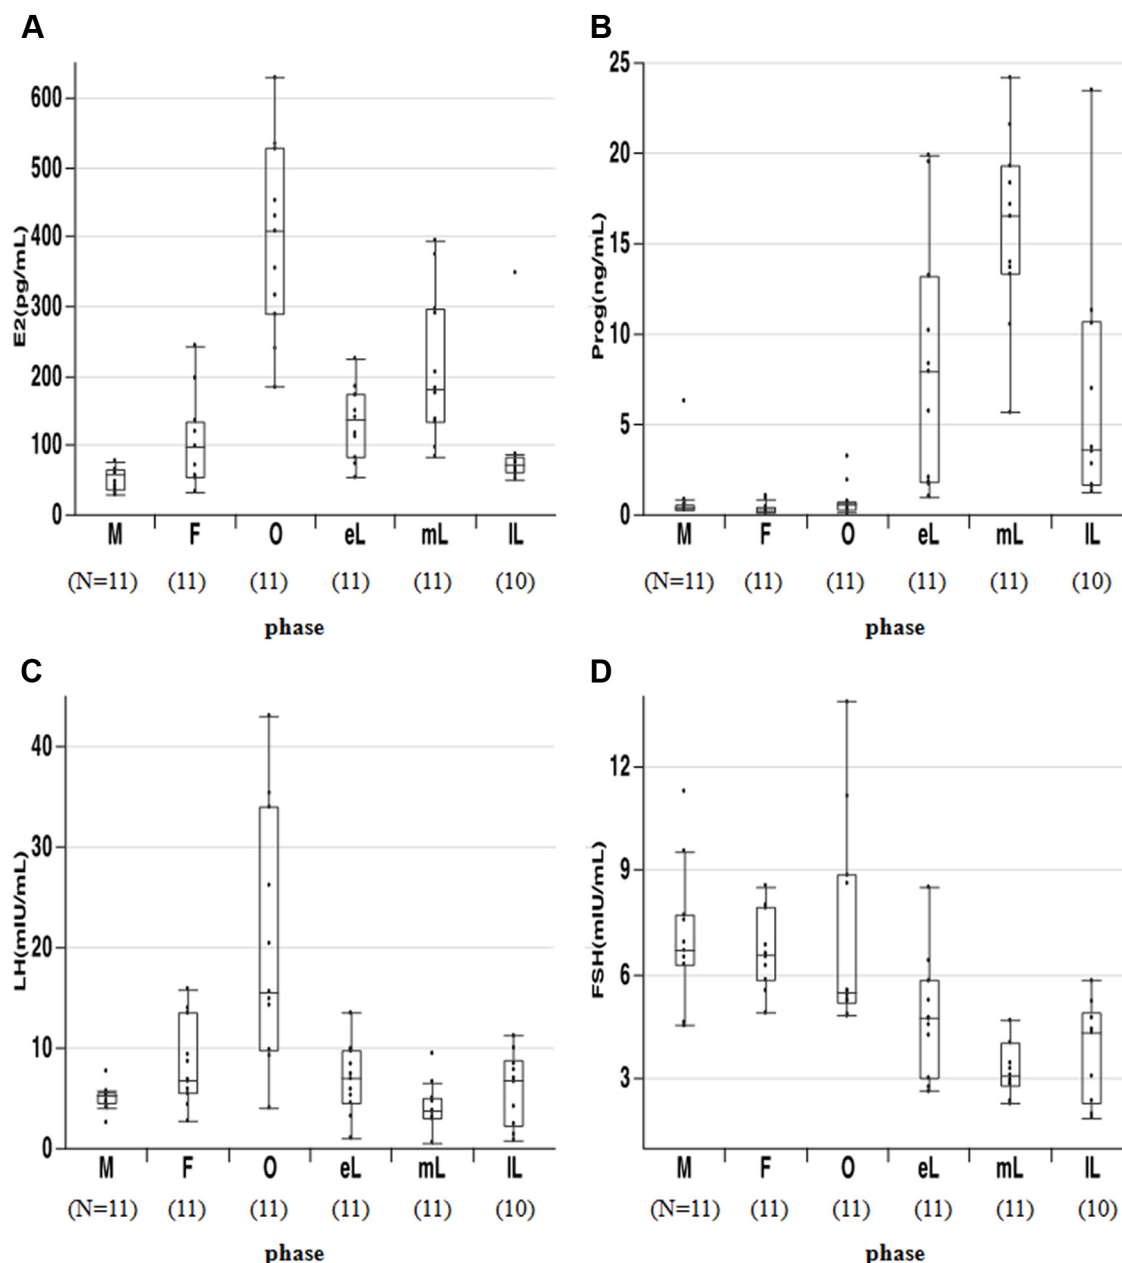 A
E2(pg/mL)
600
500
400
300
200
100
0
M F O eL mL lL
(N=11) (11) (11) (11) (11) (10)
phase
B
Prog(ng/mL)
25
20
15
10
5
0
M F O eL mL lL
(N=11) (11) (11) (11) (11) (10)
phase
C
LH(mIU/mL)
40
30
20
10
0
M F O eL mL lL
(N=11) (11) (11) (11) (11) (10)
phase
D
FSH(mIU/mL)
12
9
6
3
M F O eL mL lL
(N=11) (11) (11) (11) (11) (10)
phase